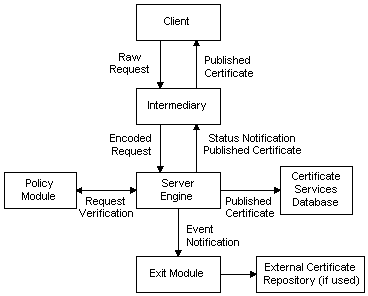 Client
Raw
Request
Published
Certificate
Intermediary
Encoded
Request
Status Notification
Published Certificate
Policy
Module
Request
Verification
Server
Engine
Published
Certificate
Certificate
Services
Database
Event
Notification
Exit Module
External Certificate
Repository (if used)